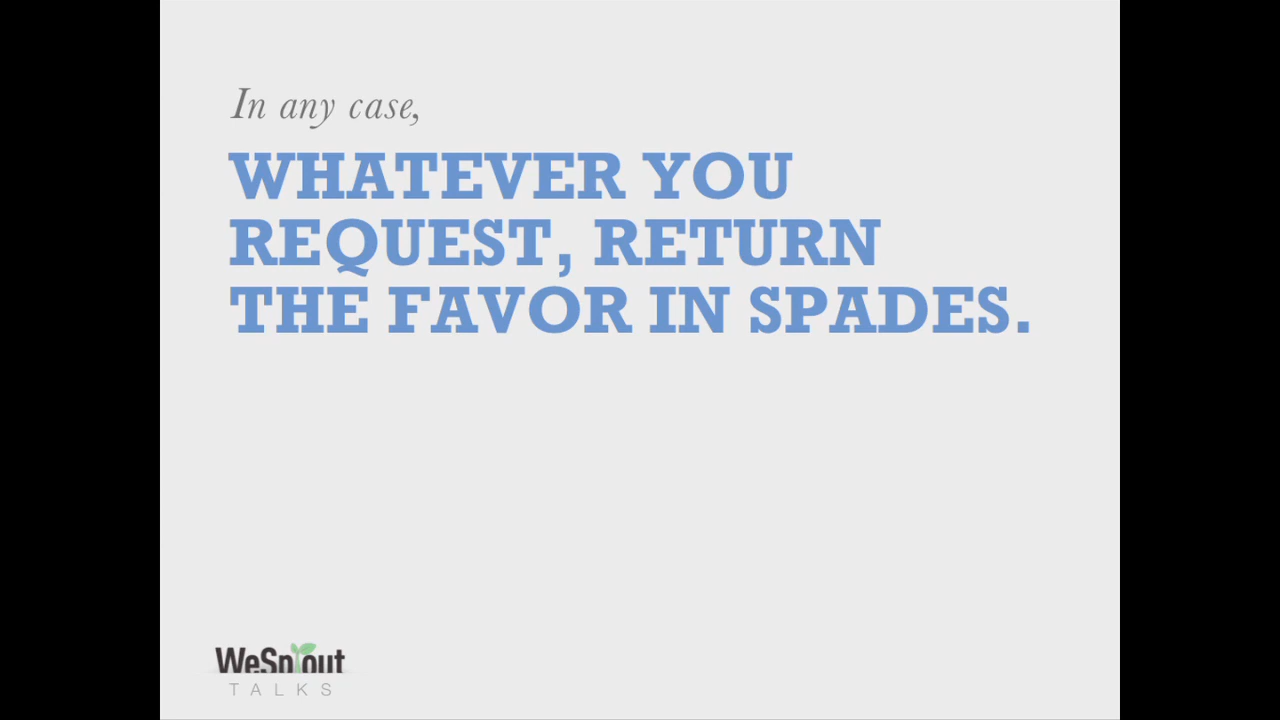 In any case,
WHATEVER YOU
REQUEST, RETURN
THE FAVOR IN SPADES.
WeSprout
TALKS